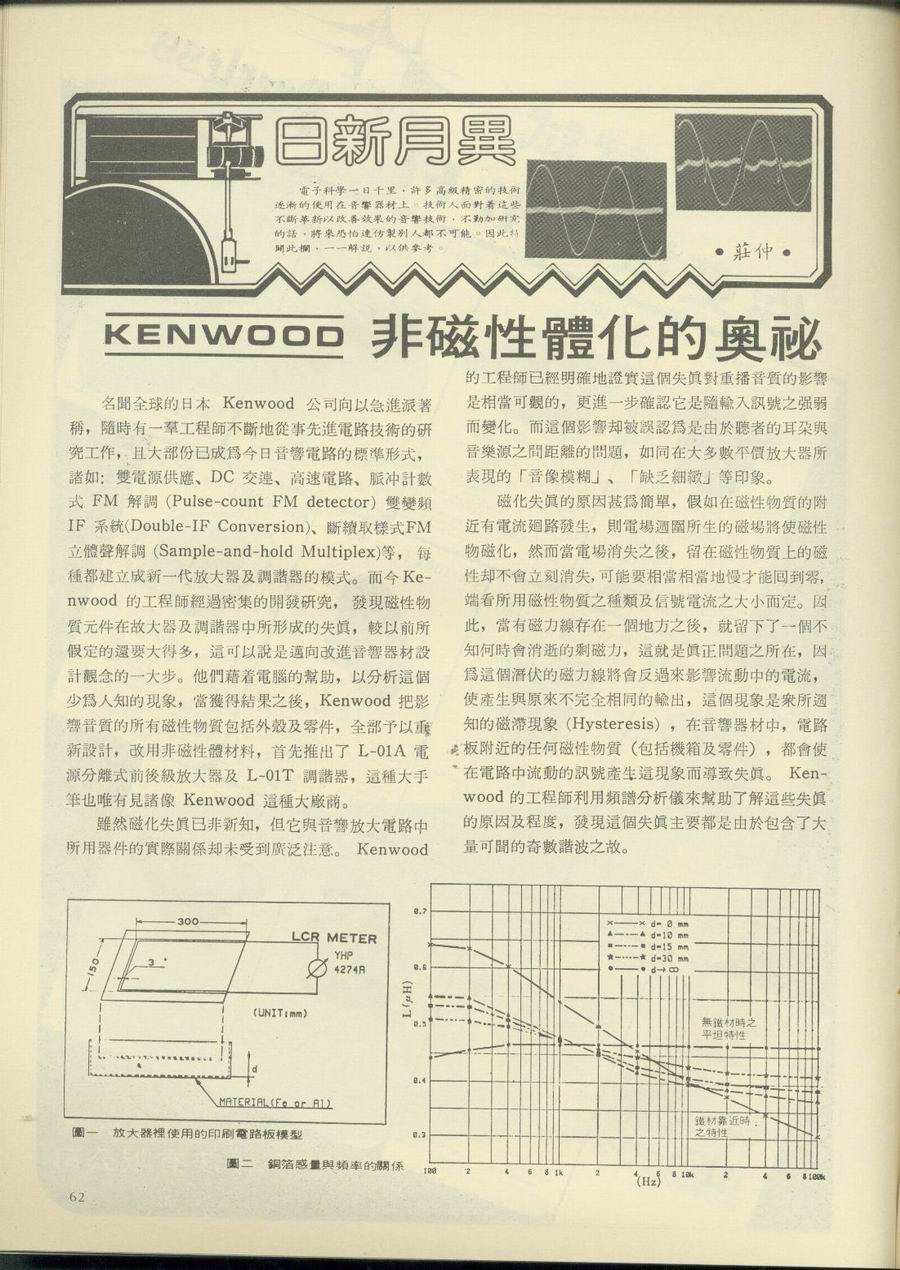 日新月異
電子科學一日千里，許多高級精密的技術
逐漸的使用在音響器材上。技術人面對着這些
不斷革新以改善效果的音響技術，不勤加研究
的話，將來恐怕連仿製別人都不可能。因此特
闢此欄，一一解說，以供參考。
•莊仲•
KENWOOD 非磁性體化的奧祕
名聞全球的日本 Kenwood 公司向以急進派著
稱，隨時有一羣工程師不斷地從事先進電路技術的研
究工作，且大部份已成爲今日音響電路的標準形式，
諸如：雙電源供應、DC 交連、高速電路、脈冲計數
式 FM 解調 (Pulse-count FM detector) 雙變頻
IF 系統(Double-IF Conversion)、斷續取樣式FM
立體聲解調 (Sample-and-hold Multiplex)等，每
種都建立成新一代放大器及調諧器的模式。而今 Ke-
nwood 的工程師經過密集的開發研究，發現磁性物
質元件在故大器及調諧器中所形成的失眞，較以前所
假定的還要大得多，這可以說是邁向改進音響器材設
計觀念的一大步。他們藉着電腦的幫助，以分析這個
少爲人知的現象，當獲得結果之後，Kenwood 把影
響音質的所有磁性物質包括外殼及零件，全部予以重
新設計，改用非磁性體材料，首先推出了 L-01A 電
源分離式前後級放大器及 L-01T 調諧器，這種大手
筆也唯有見諸像 Kenwood 這種大廠商。
雖然磁化失眞已非新知，但它與音響放大電路中
所用器件的實際關係却未受到廣泛注意。 Kenwood
的工程師已經明確地證實這個失眞對重播音質的影響
是相當可觀的，更進一步確認它是隨輸入訊號之强弱
而變化。而這個影響却被誤認爲是由於聽者的耳朶與
音樂源之間距離的問題，如同在大多數平價放大器所
表現的「音像模糊」、「缺乏細緻」等印象。
磁化失眞的原因甚爲簡單，假如在磁性物質的附
近有電流廻路發生，則電場週圍所生的磁場將使磁性
物磁化，然而當電場消失之後，留在磁性物質上的磁
性却不會立刻消失，可能要相當相當地慢才能囘到零，
端看所用磁性物質之種類及信號電流之大小而定。因
此，當有磁力線存在一個地方之後，就留下了一個不
知何時會消逝的剩磁力，這就是眞正問題之所在，因
爲這個潛伏的磁力線將會反過來影響流動中的電流，
使產生與原來不完全相同的輸出，這個現象是衆所週
知的磁滯現象 (Hysteresis) ，在音響器材中，電路
板附近的任何磁性物質（包括機箱及零件），都會使
在電路中流動的訊號產生這現象而導致失眞。 Ken-
wood 的工程師利用頻譜分析儀來幫助了解這些失眞
的原因及程度，發現這個失眞主要都是由於包含了大
量可聞的奇數諧波之故。
300
150
3
LCR METER
YHP
4274A
(UNIT:mm)
d
MATERIAL(Fe or Al)
圖一 放大器裡使用的印刷電路板模型
L(μH)
0.7
0.6
0.5
0.4
0.3
d= 0 mm
d=10 mm
d=15 mm
d=30 mm
d→∞
無鐵材時之
平坦特性
鐵材靠近時
之特性
100 2 4 6 8 1k 2 4 6 8 10k 2 4 6 8 100k
(Hz)
圖二 銅箔感量與頻率的關係
62